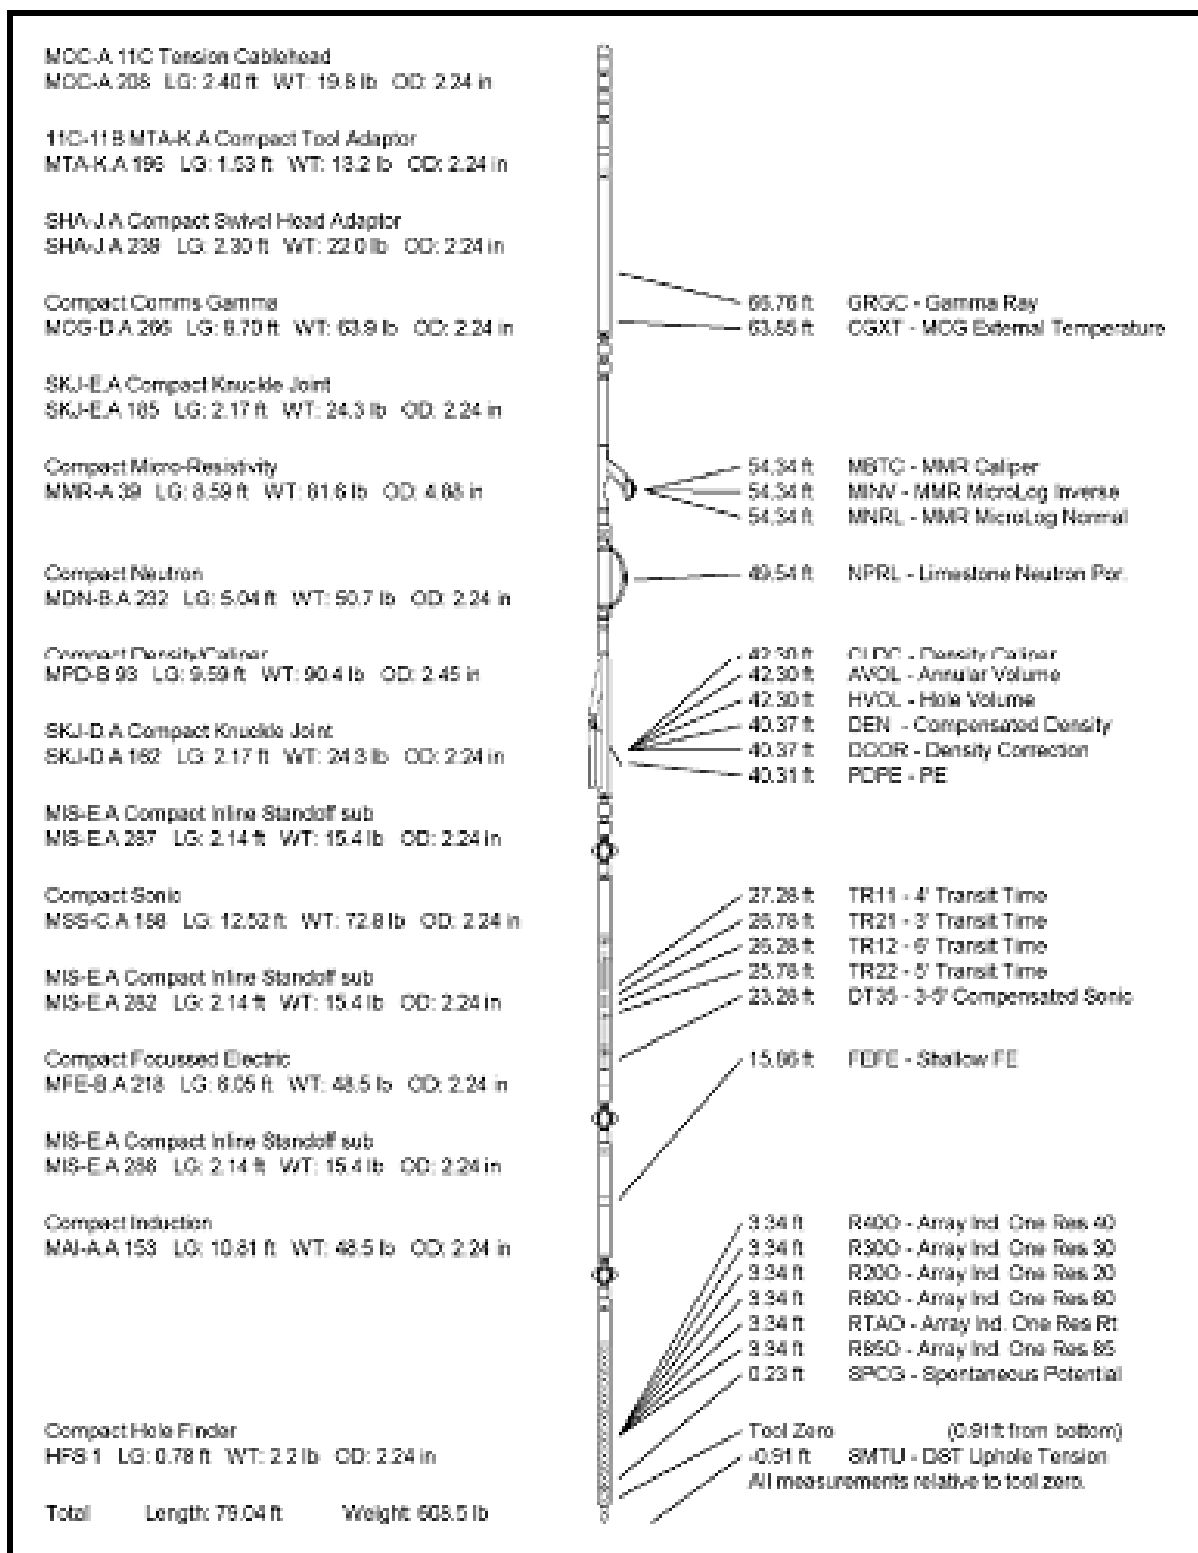 MCC-A 11C Tension Cablehead
MCC-A 208 LG: 2.40 ft WT: 19.8 lb OD: 2.24 in
11C-11B MTA-K.A Compact Tool Adaptor
MTA-K.A 196 LG: 1.53 ft WT: 13.2 lb OD: 2.24 in
SHA-J.A Compact Swivel Head Adaptor
SHA-J.A 238 LG: 2.30 ft WT: 22.0 lb OD: 2.24 in
Compact Comms Gamma
MCG-D.A 266 LG: 8.70 ft WT: 63.9 lb OD: 2.24 in
SKJ-E.A Compact Knuckle Joint
SKJ-E.A 185 LG: 2.17 ft WT: 24.3 lb OD: 2.24 in
Compact Micro-Resistivity
MMR-A 39 LG: 8.59 ft WT: 81.6 lb OD: 4.88 in
Compact Neutron
MDN-B.A 232 LG: 5.04 ft WT: 50.7 lb OD: 2.24 in
Compact Density/Caliper
MPD-B 93 LG: 9.59 ft WT: 90.4 lb OD: 2.45 in
SKJ-D.A Compact Knuckle Joint
SKJ-D.A 162 LG: 2.17 ft WT: 24.3 lb OD: 2.24 in
MIS-E.A Compact Inline Standoff sub
MIS-E.A 287 LG: 2.14 ft WT: 15.4 lb OD: 2.24 in
Compact Sonic
MSS-C.A 188 LG: 12.52 ft WT: 72.8 lb OD: 2.24 in
MIS-E.A Compact Inline Standoff sub
MIS-E.A 282 LG: 2.14 ft WT: 15.4 lb OD: 2.24 in
Compact Focussed Electric
MFE-B.A 218 LG: 6.05 ft WT: 48.5 lb OD: 2.24 in
MIS-E.A Compact Inline Standoff sub
MIS-E.A 286 LG: 2.14 ft WT: 15.4 lb OD: 2.24 in
Compact Induction
MAI-A.A 153 LG: 10.81 ft WT: 48.5 lb OD: 2.24 in
Compact Hole Finder
HFS 1 LG: 0.78 ft WT: 2.2 lb OD: 2.24 in
Total Length: 79.04 ft Weight: 608.5 lb
66.76 ft GRGC - Gamma Ray
63.85 ft CGXT - MCG External Temperature
54.34 ft MBTC - MMR Caliper
54.34 ft MINV - MMR MicroLog Inverse
54.34 ft MNRL - MMR MicroLog Normal
49.54 ft NPRL - Limestone Neutron Por.
42.30 ft CLDC - Density Caliper
42.30 ft AVOL - Annular Volume
42.30 ft HVOL - Hole Volume
40.37 ft DEN - Compensated Density
40.37 ft DCOR - Density Correction
40.31 ft PDPE - PE
27.28 ft TR11 - 4' Transit Time
26.78 ft TR21 - 3' Transit Time
26.28 ft TR12 - 6' Transit Time
25.78 ft TR22 - 5' Transit Time
23.28 ft DT35 - 3-5' Compensated Sonic
15.66 ft FEFE - Shallow FE
3.34 ft R40O - Array Ind. One Res 40
3.34 ft R30O - Array Ind. One Res 30
3.34 ft R20O - Array Ind. One Res 20
3.34 ft R60O - Array Ind. One Res 60
3.34 ft RTAO - Array Ind. One Res Rt
3.34 ft R85O - Array Ind. One Res 85
0.23 ft SPCG - Spontaneous Potential
Tool Zero (0.91ft from bottom)
-0.91 ft SMTU - DST Uphole Tension
All measurements relative to tool zero.